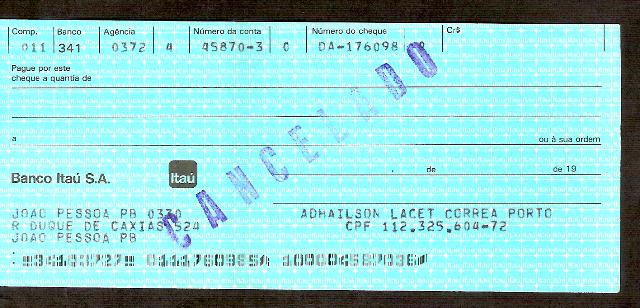 Comp. Banco Agência Número da conta Número do cheque Cr$
011 341 0372 4 45870-3 C DA-176098
Pague por este
cheque a quantia de
CANCELADO
a ou à sua ordem
de de 19
Banco Itaú S.A. Itaú
JOAO PESSOA PB 0370 ADHAILSON LACET CORREA PORTO
R DUQUE DE CAXIAS 524 CPF 112.325.604-72
JOAO PESSOA PB